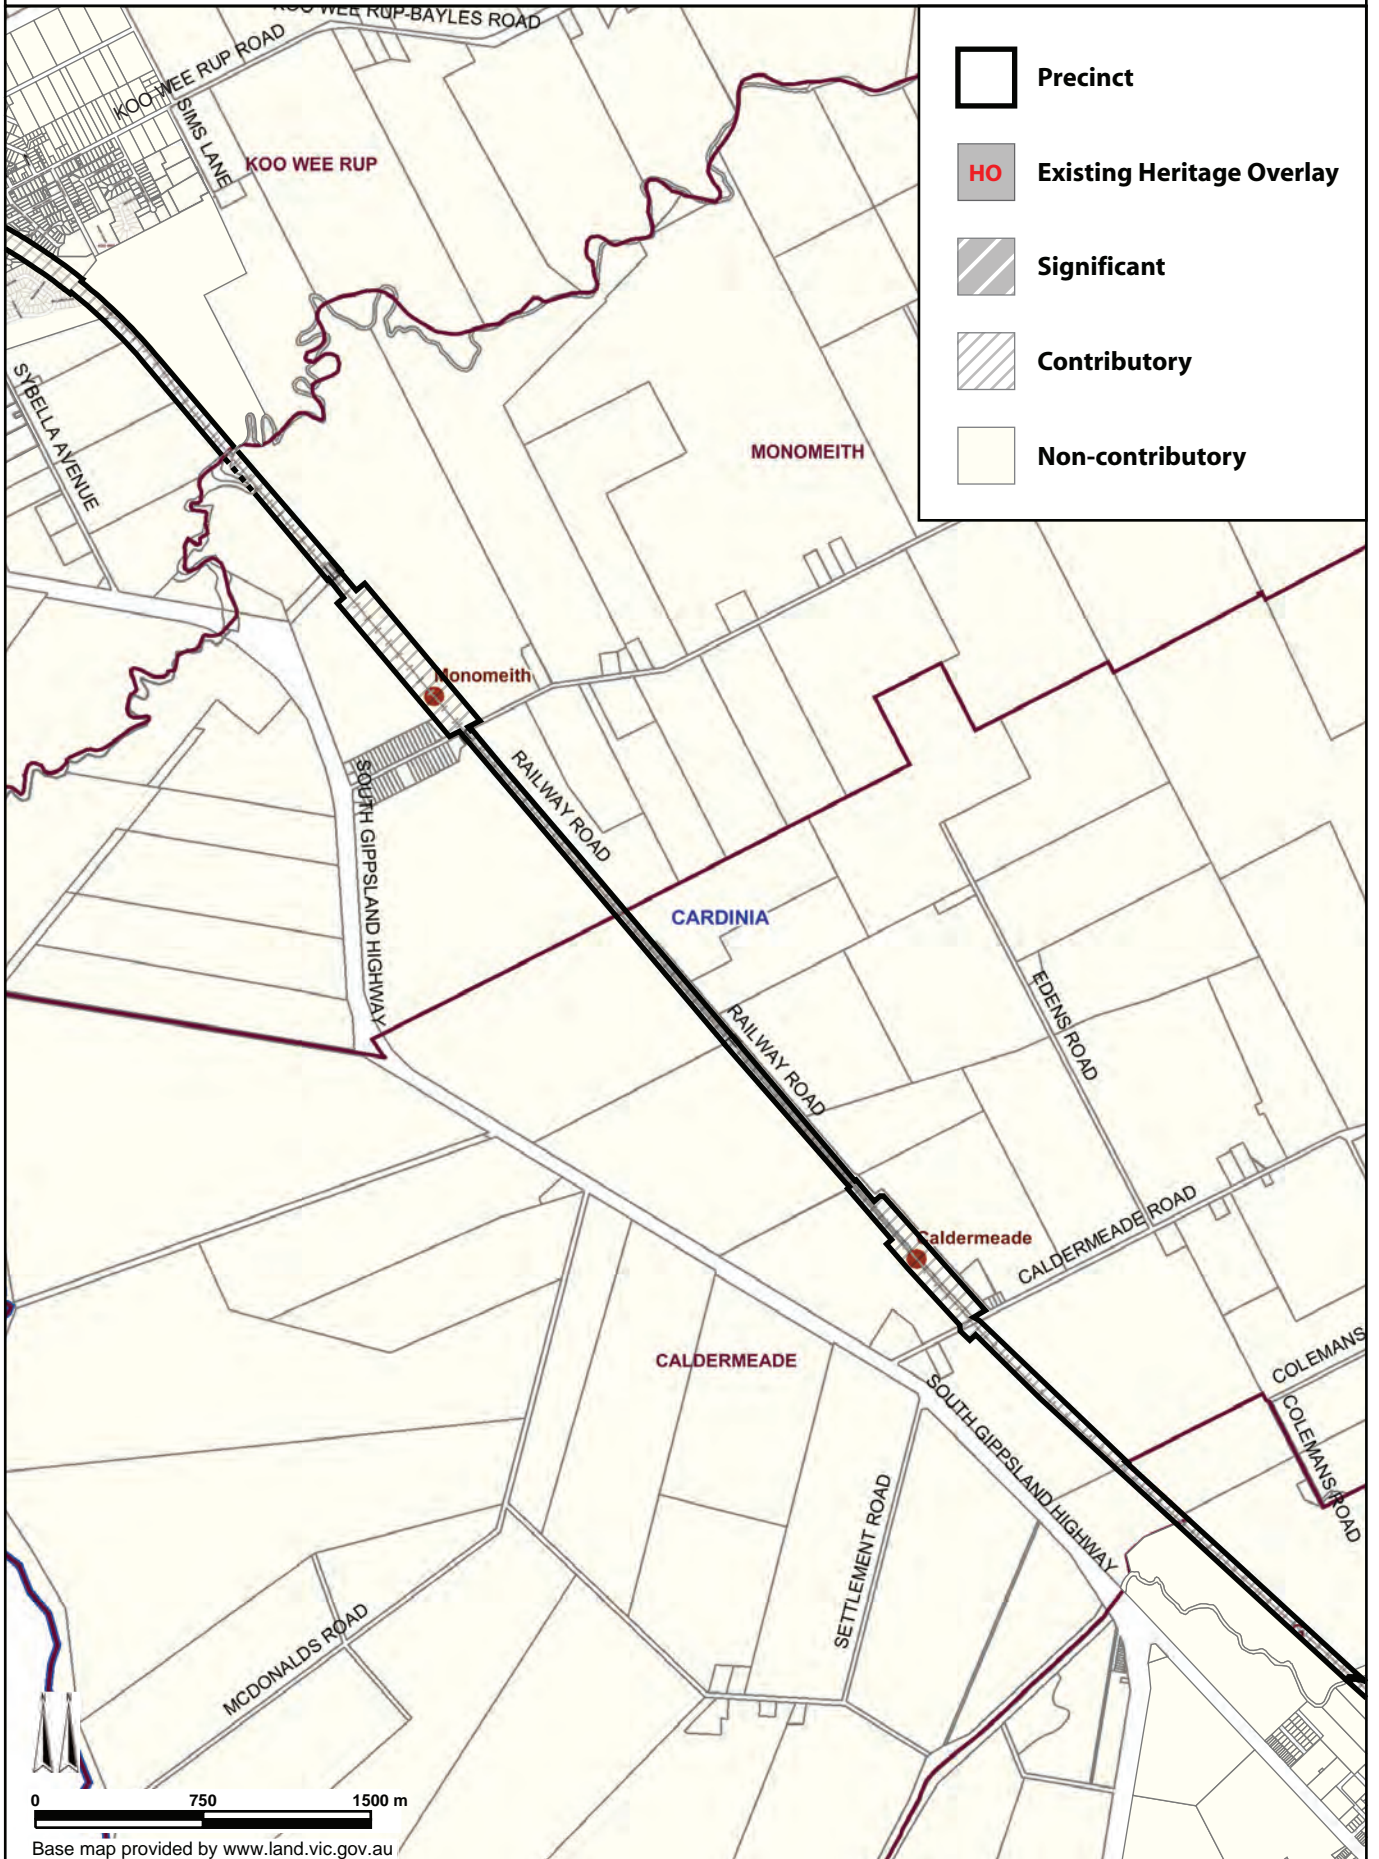 KOO WEE RUP-BAYLES ROAD
KOO WEE RUP ROAD
SIMS LANE
KOO WEE RUP
Precinct
HO
Existing Heritage Overlay
Significant
Contributory
Non-contributory
SYBELLA AVENUE
MONOMEITH
Monomeith
RAILWAY ROAD
SOUTH GIPPSLAND HIGHWAY
CARDINIA
EDENS ROAD
RAILWAY ROAD
CALDERMEADE ROAD
Caldermeade
CALDERMEADE
COLEMANS
COLEMANS ROAD
SOUTH GIPPSLAND HIGHWAY
SETTLEMENT ROAD
MCDONALDS ROAD
0 750 1500 m
Base map provided by www.land.vic.gov.au